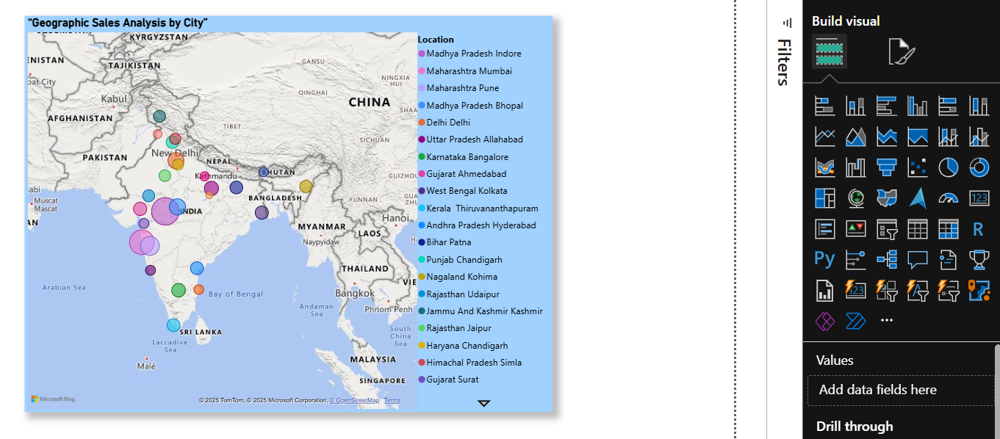 “Geographic Sales Analysis by City”
KYRGYZSTAN
ENISTAN
TAJIKISTAN
GANSU
NINGXIA
HUI
Kabul
QINGHAI
CHINA
AFGHANISTAN
TIBET
SICHUAN
PAKISTAN
New Delhi
NEPAL
Kathmandu
BHUTAN
GUIZHOU
BANGLADESH
YUNNAN
Muscat
Muscat
INDIA
Hanoi
MYANMAR
LAOS
Naypyidaw
THAILAND
Arabian Sea
Bay of Bengal
Bangkok
Andaman
Sea
Phnom Penh
SRI LANKA
Laccadive
Sea
South
China
Sea
Malé
MALAYSIA
SINGAPORE
Microsoft Bing
© 2025 TomTom, © 2025 Microsoft Corporation, © OpenStreetMap Terms
Location
Madhya Pradesh Indore
Maharashtra Mumbai
Maharashtra Pune
Madhya Pradesh Bhopal
Delhi Delhi
Uttar Pradesh Allahabad
Karnataka Bangalore
Gujarat Ahmedabad
West Bengal Kolkata
Kerala Thiruvananthapuram
Andhra Pradesh Hyderabad
Bihar Patna
Punjab Chandigarh
Nagaland Kohima
Rajasthan Udaipur
Jammu And Kashmir Kashmir
Rajasthan Jaipur
Haryana Chandigarh
Himachal Pradesh Simla
Gujarat Surat
Filters
Build visual
123
R
Py
123
Values
Add data fields here
Drill through